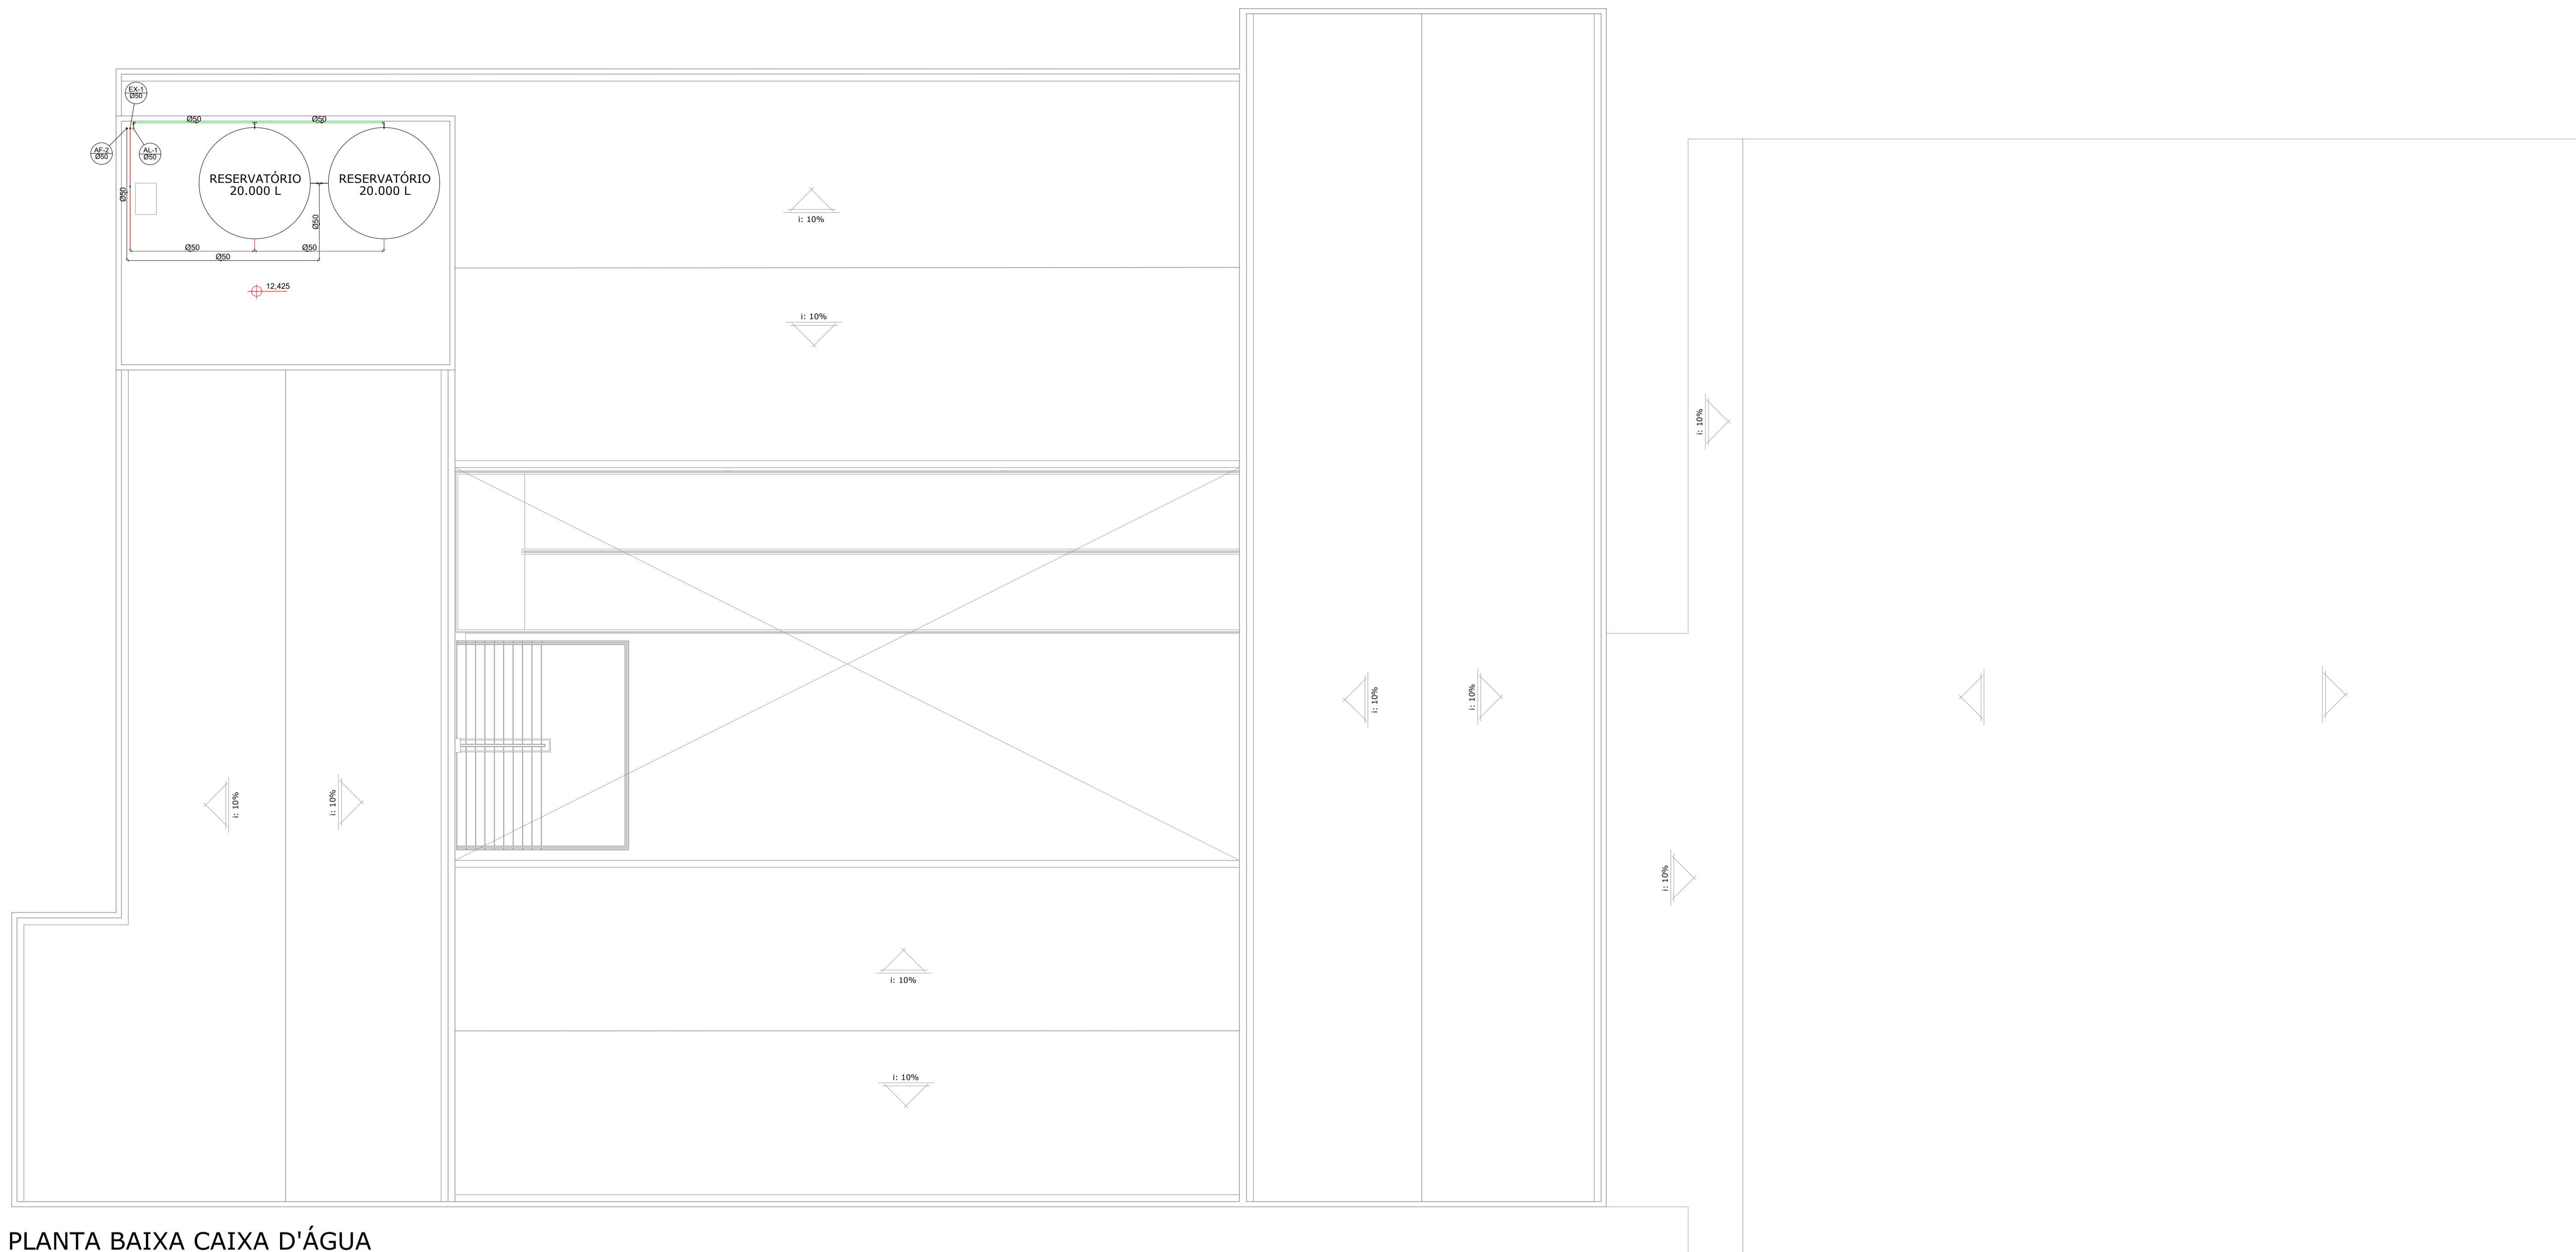 EX-1
Ø50
Ø50
Ø50
AF-2
Ø50
AL-1
Ø50
RESERVATÓRIO
20.000 L
RESERVATÓRIO
20.000 L
Ø50
Ø50
Ø50
Ø50
Ø50
12,425
i: 10%
i: 10%
i: 10%
i: 10%
i: 10%
i: 10%
i: 10%
i: 10%
i: 10%
i: 10%
PLANTA BAIXA CAIXA D'ÁGUA